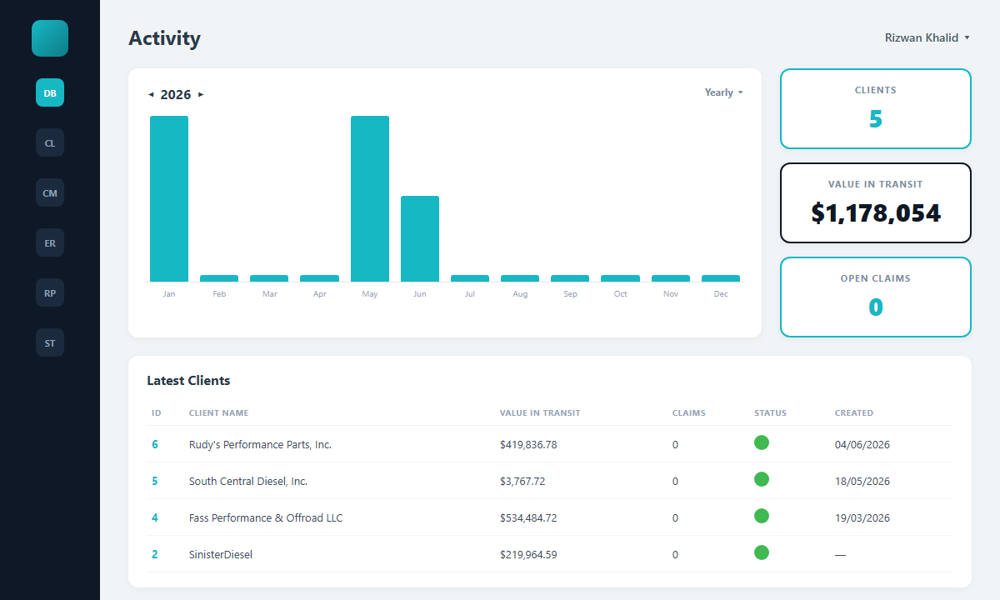 Activity
Rizwan Khalid ▾
DB
CL
CM
ER
RP
ST
◂ 2026 ▸
Yearly ▾
Jan Feb Mar Apr May Jun Jul Aug Sep Oct Nov Dec
CLIENTS
5
VALUE IN TRANSIT
$1,178,054
OPEN CLAIMS
0
Latest Clients
ID CLIENT NAME VALUE IN TRANSIT CLAIMS STATUS CREATED
6 Rudy's Performance Parts, Inc. $419,836.78 0 04/06/2026
5 South Central Diesel, Inc. $3,767.72 0 18/05/2026
4 Fass Performance & Offroad LLC $534,484.72 0 19/03/2026
2 SinisterDiesel $219,964.59 0 —